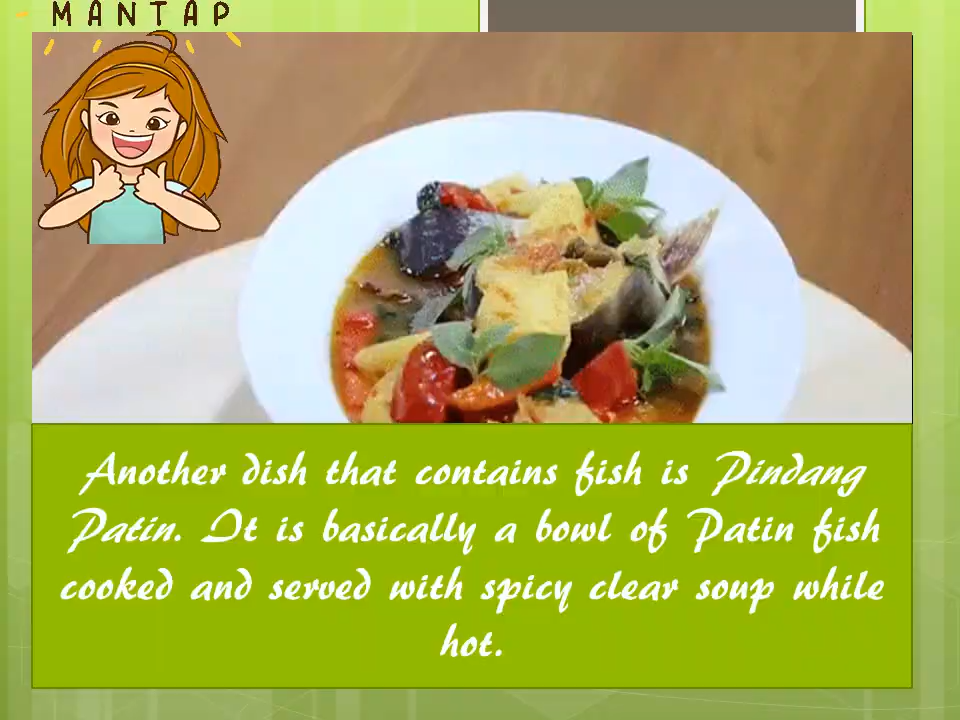 MANTAP
Another dish that contains fish is Pindang
Patin. It is basically a bowl of Patin fish
cooked and served with spicy clear soup while
hot.